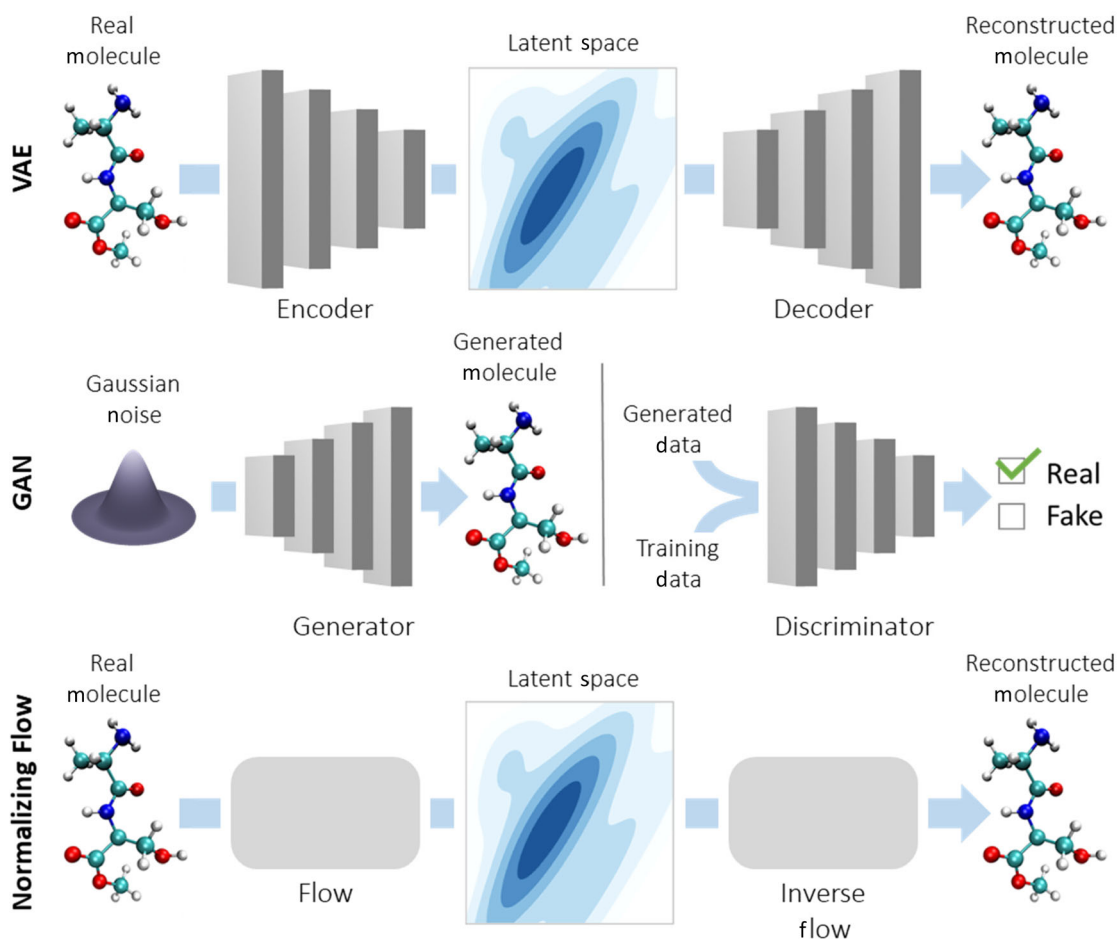 Real
molecule
Latent space
Reconstructed
molecule
VAE
Encoder
Decoder
Gaussian
noise
Generated
molecule
Generated
data
Training
data
Real
Fake
GAN
Generator
Discriminator
Real
molecule
Latent space
Reconstructed
molecule
Normalizing Flow
Flow
Inverse
flow